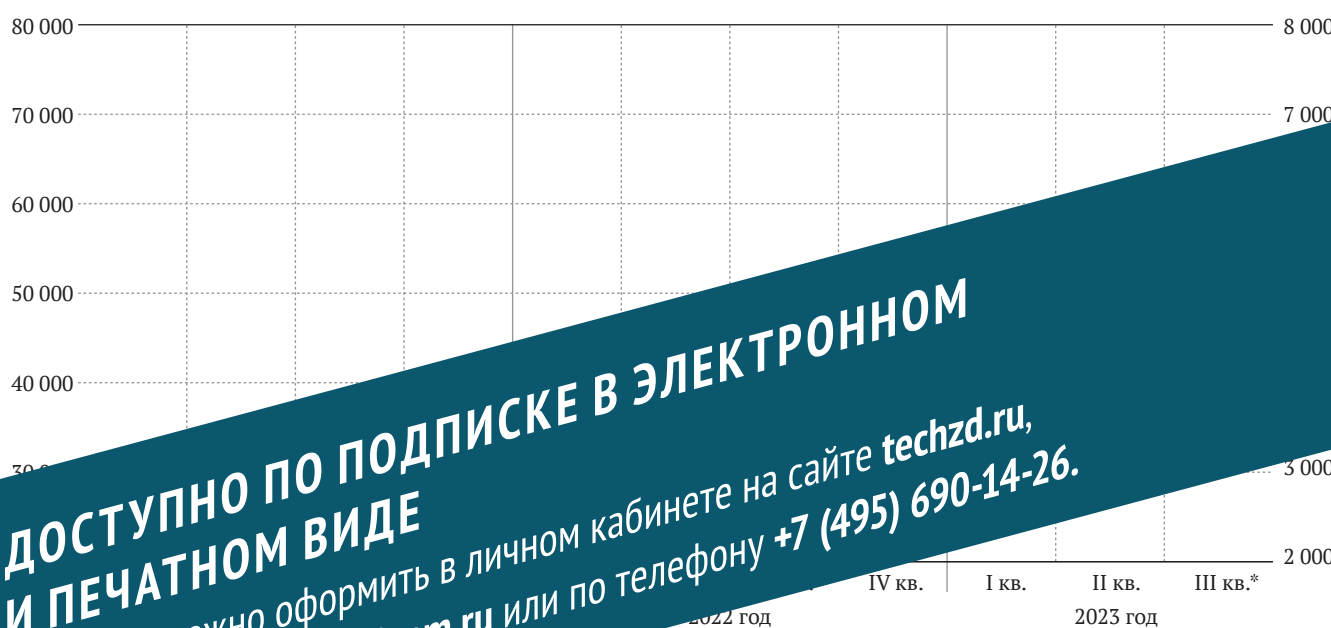 80 000
8 000
70 000
7 000
60 000
50 000
40 000
ДОСТУПНО ПО ПОДПИСКЕ В ЭЛЕКТРОННОМ
И ПЕЧАТНОМ ВИДЕ
оформить в личном кабинете на сайте techzd.ru,
или по телефону +7 (495) 690-14-26.
3 000
2 000
IV кв.
I кв.
II кв.
III кв.*
2022 год
2023 год